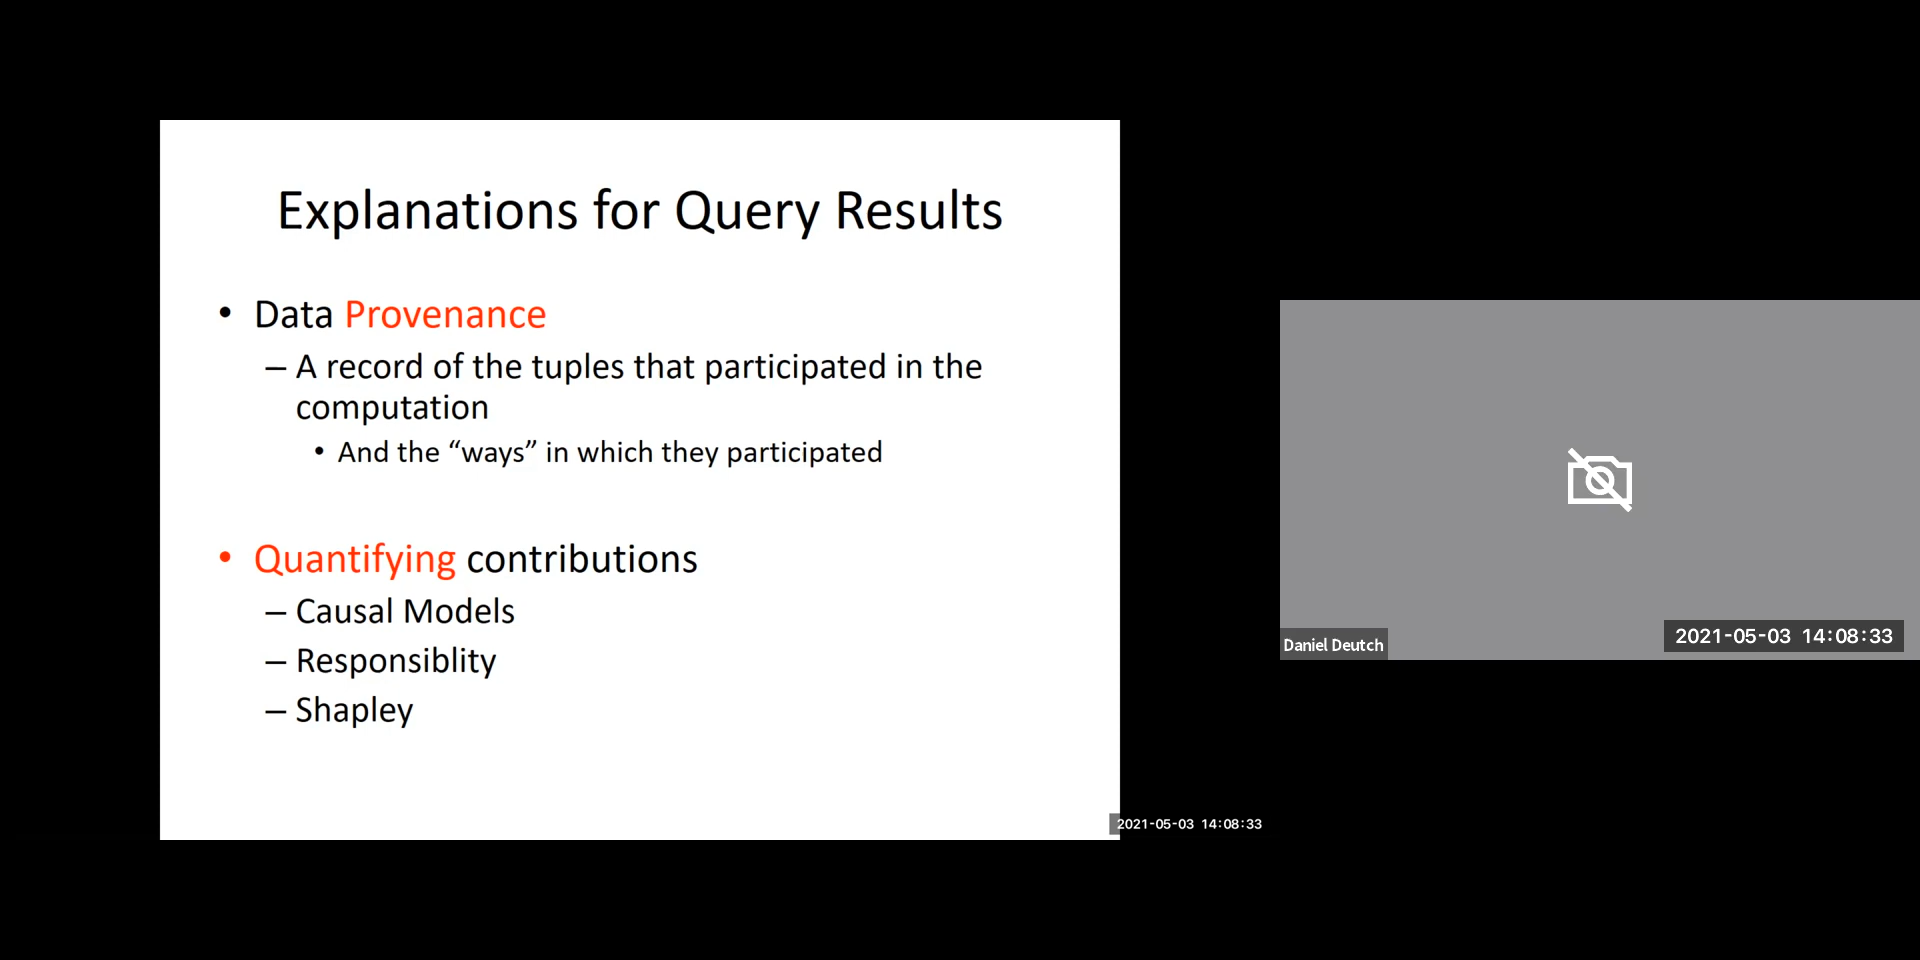 Explanations for Query Results
• Data Provenance
– A record of the tuples that participated in the
computation
• And the “ways” in which they participated
• Quantifying contributions
– Causal Models
– Responsiblity
– Shapley
2021-05-03 14:08:33
Daniel Deutch
2021-05-03 14:08:33